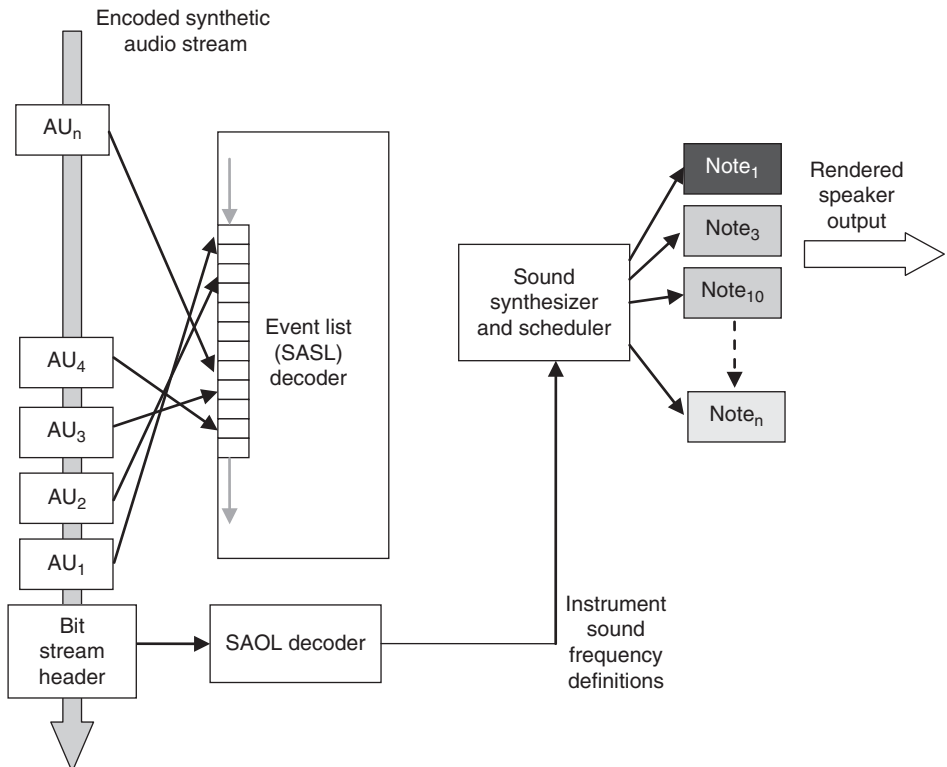 Encoded synthetic
audio stream
AUₙ
AU₄
AU₃
AU₂
AU₁
Bit
stream
header
Event list
(SASL)
decoder
SAOL decoder
Sound
synthesizer
and scheduler
Instrument
sound
frequency
definitions
Note₁
Note₃
Note₁₀
Noteₙ
Rendered
speaker
output